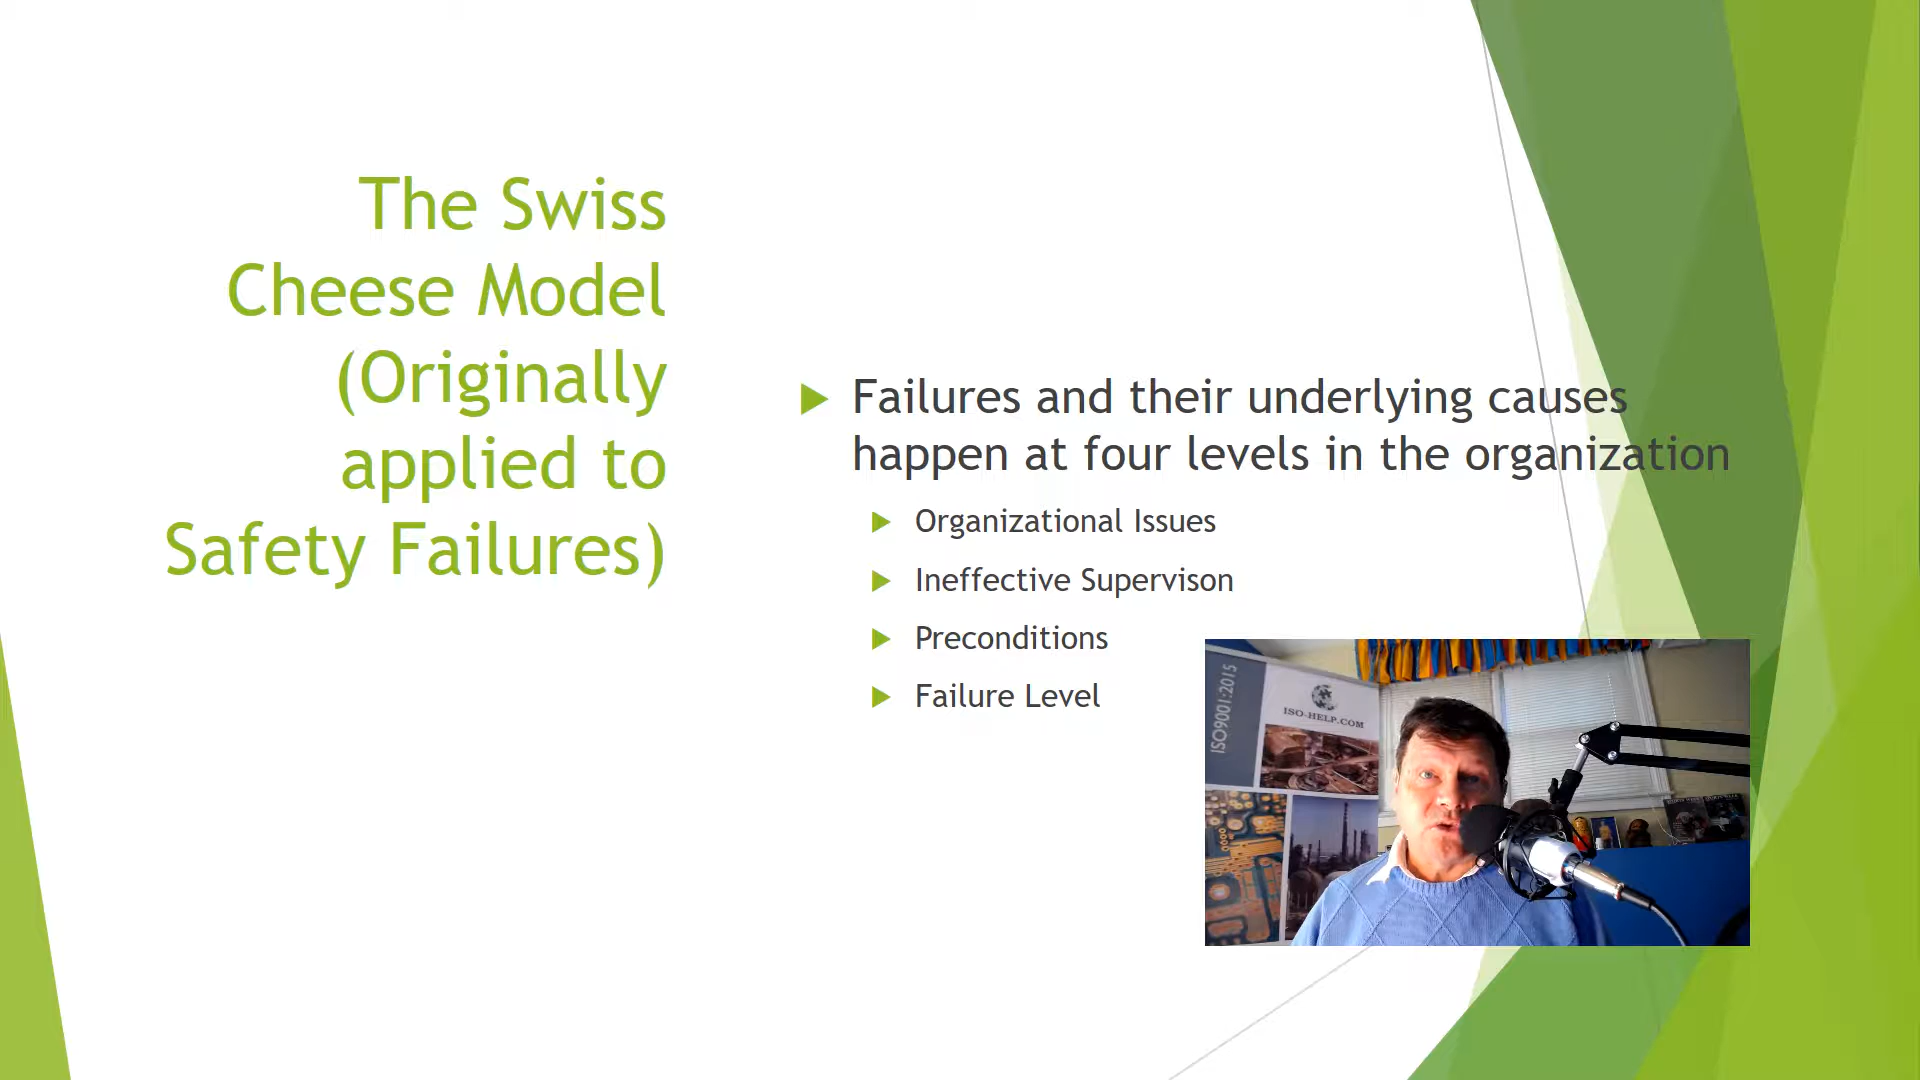 The Swiss
Cheese Model
(Originally
applied to
Safety Failures)
Failures and their underlying causes
happen at four levels in the organization
Organizational Issues
Ineffective Supervison
Preconditions
Failure Level
ISO9001:2015
ISO-HELP.COM